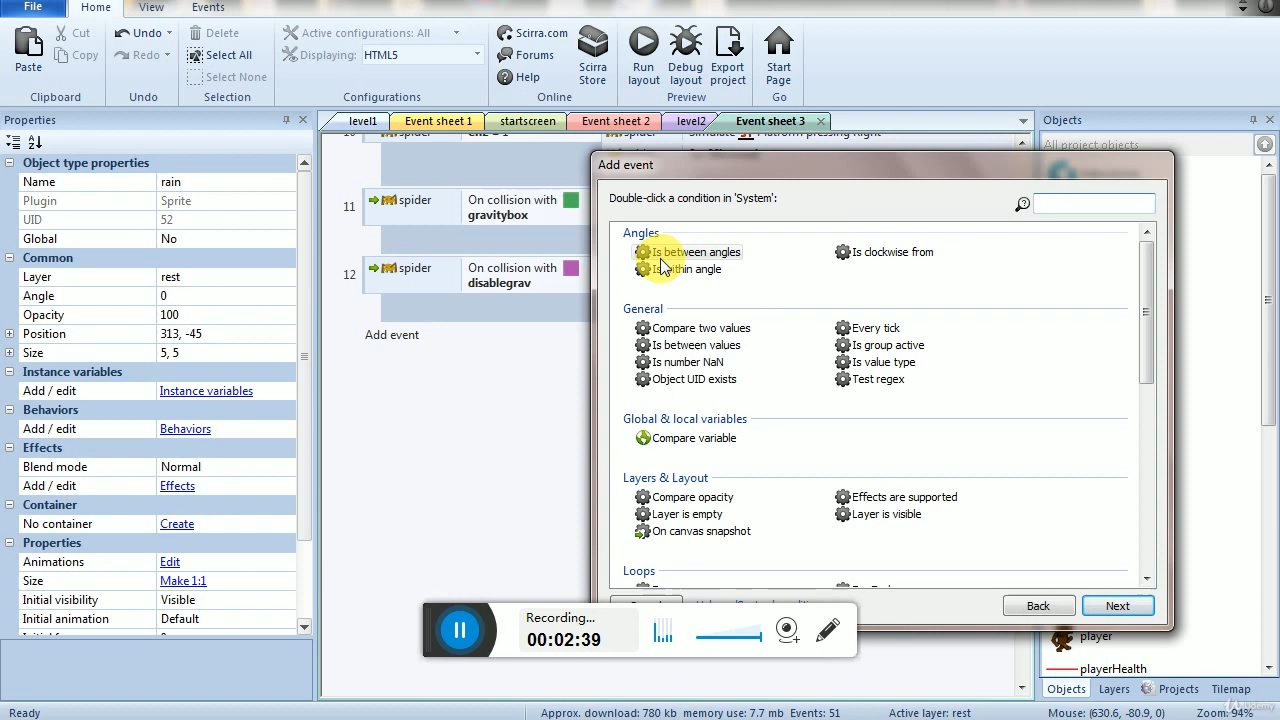 File
Home
View
Events
Paste
Cut
Copy
Clipboard
Undo
Redo
Undo
Delete
Select All
Select None
Selection
Active configurations: All
Displaying: HTML5
Configurations
Scirra.com
Forums
Help
Scirra Store
Online
Run layout
Debug layout
Export project
Preview
Start Page
Go
Properties
Object type properties
Name rain
Plugin Sprite
UID 52
Global No
Common
Layer rest
Angle 0
Opacity 100
Position 313, -45
Size 5, 5
Instance variables
Add / edit Instance variables
Behaviors
Add / edit Behaviors
Effects
Blend mode Normal
Add / edit Effects
Container
No container Create
Properties
Animations Edit
Size Make 1:1
Initial visibility Visible
Initial animation Default
level1
Event sheet 1
startscreen
Event sheet 2
level2
Event sheet 3
11 spider On collision with
gravitybox
12 spider On collision with
disablegrav
Add event
Add event
Double-click a condition in 'System':
Angles
Is between angles Is clockwise from
Is within angle
General
Compare two values Every tick
Is between values Is group active
Is number NaN Is value type
Object UID exists Test regex
Global & local variables
Compare variable
Layers & Layout
Compare opacity Effects are supported
Layer is empty Layer is visible
On canvas snapshot
Loops
Back
Next
Recording...
00:02:39
Objects
All project objects
player
playerHealth
Objects Layers Projects Tilemap
Ready
Approx. download: 780 kb
memory use: 7.7 mb
Events: 51
Active layer: rest
Mouse: (630.6, -80.9, 0)
Zoom: 94%
Udemy